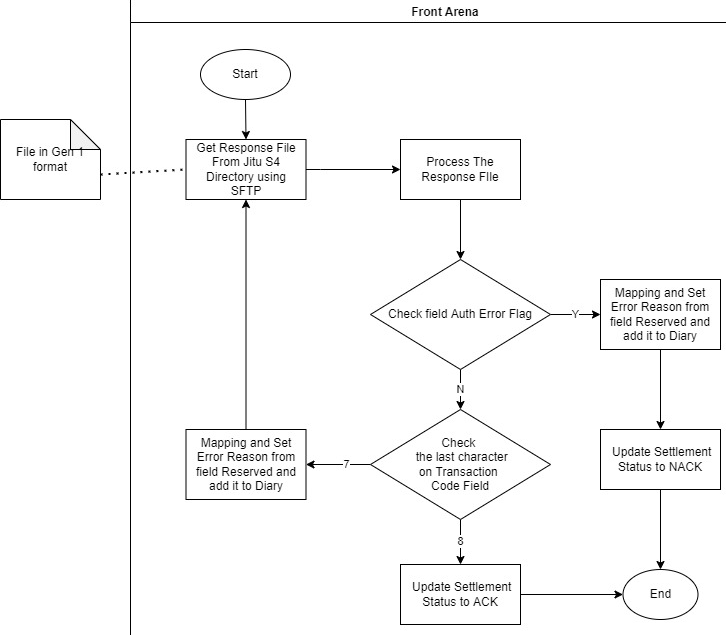 Front Arena
Start
File in Gen 1
format
Get Response File
From Jitu S4
Directory using
SFTP
Process The
Response FIle
Check field Auth Error Flag
Y
Mapping and Set
Error Reason from
field Reserved and
add it to Diary
N
Mapping and Set
Error Reason from
field Reserved and
add it to Diary
7
Check
the last character
on Transaction
Code Field
Update Settlement
Status to NACK
8
Update Settlement
Status to ACK
End